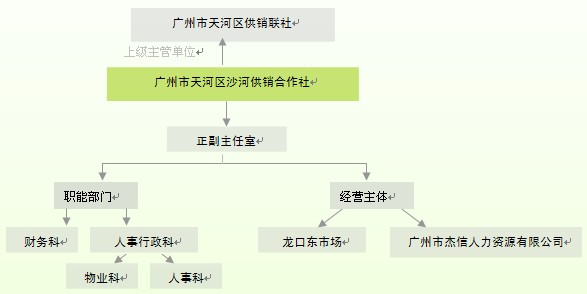 广州市天河区供销联社
上级主管单位
广州市天河区沙河供销合作社
正副主任室
职能部门
经营主体
财务科
人事行政科
龙口东市场
广州市杰信人力资源有限公司
物业科
人事科